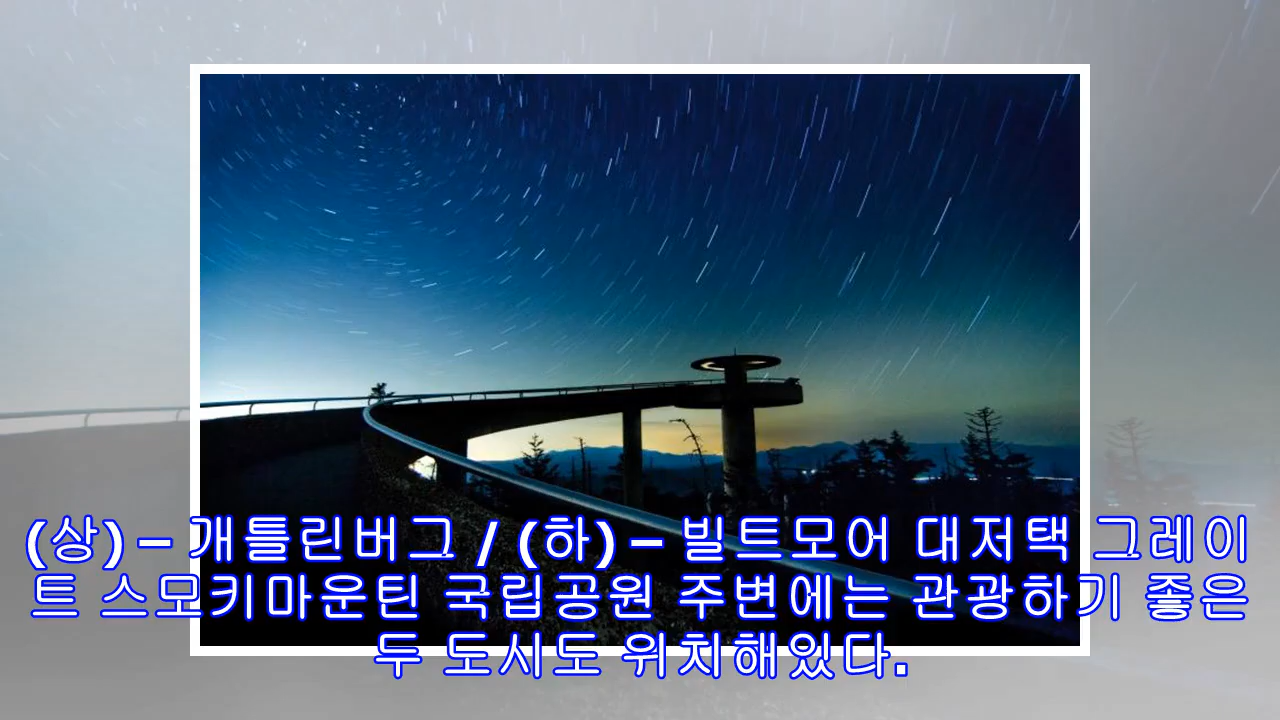 (상) – 개틀린버그 / (하) – 빌트모어 대저택 그레이
트 스모키마운틴 국립공원 주변에는 관광하기 좋은
두 도시도 위치해있다.